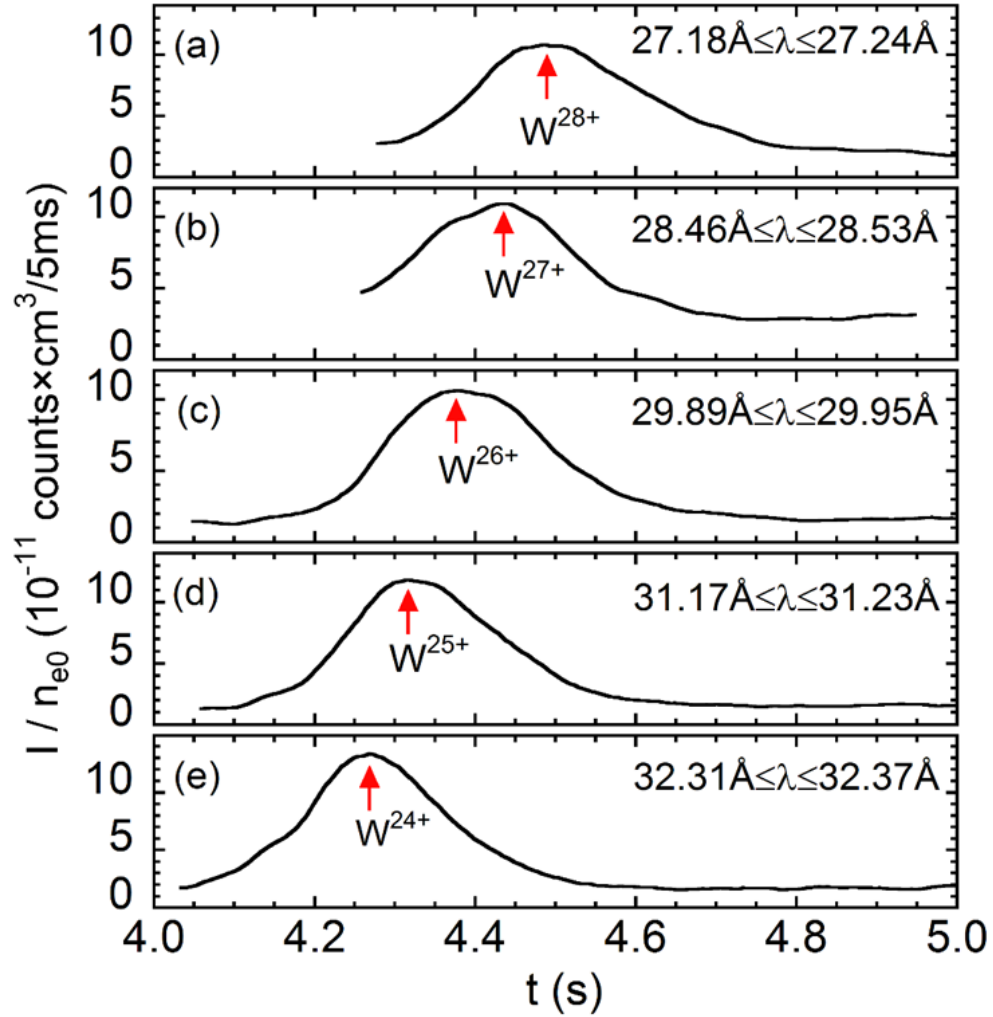 I / nₑ₀ (10⁻¹¹ counts×cm³/5ms)
(a) 27.18Å≤λ≤27.24Å
10
5
0
W²⁸⁺
(b) 28.46Å≤λ≤28.53Å
10
5
0
W²⁷⁺
(c) 29.89Å≤λ≤29.95Å
10
5
0
W²⁶⁺
(d) 31.17Å≤λ≤31.23Å
10
5
0
W²⁵⁺
(e) 32.31Å≤λ≤32.37Å
10
5
0
W²⁴⁺
4.0 4.2 4.4 4.6 4.8 5.0
t (s)